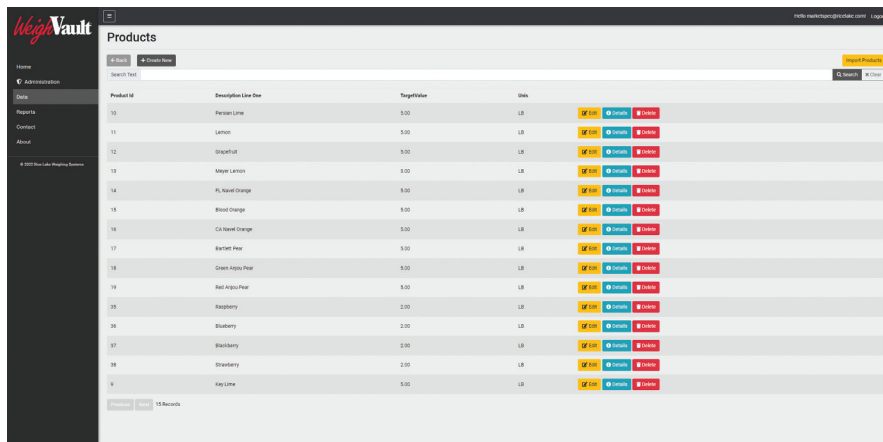 WeighVault
Hello marketspec@ricelake.com! Logo
Products
Back + Create New
Import Products
Search Text
Search Clear
Home
Administration
Data
Reports
Contact
About
© 2022 Rice Lake Weighing Systems
Product Id Description Line One TargetValue Units
10 Persian Lime 5.00 LB Edit Details Delete
11 Lemon 5.00 LB Edit Details Delete
12 Grapefruit 5.00 LB Edit Details Delete
13 Meyer Lemon 5.00 LB Edit Details Delete
14 FL Navel Orange 5.00 LB Edit Details Delete
15 Blood Orange 5.00 LB Edit Details Delete
16 CA Navel Orange 5.00 LB Edit Details Delete
17 Bartlett Pear 5.00 LB Edit Details Delete
18 Green Anjou Pear 5.00 LB Edit Details Delete
19 Red Anjou Pear 5.00 LB Edit Details Delete
35 Raspberry 2.00 LB Edit Details Delete
36 Blueberry 2.00 LB Edit Details Delete
37 Blackberry 2.00 LB Edit Details Delete
38 Strawberry 2.00 LB Edit Details Delete
9 Key Lime 5.00 LB Edit Details Delete
Previous Next 15 Records